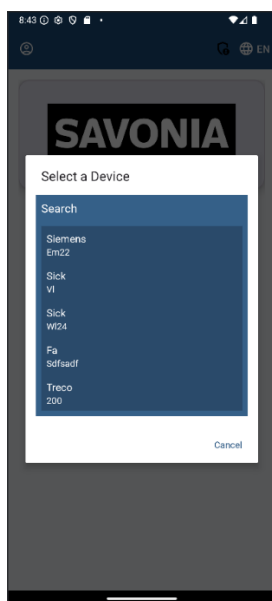 8:43
EN
SAVONIA
Select a Device
Search
Siemens
Em22
Sick
Vl
Sick
Wl24
Fa
Sdfsadf
Treco
200
Cancel